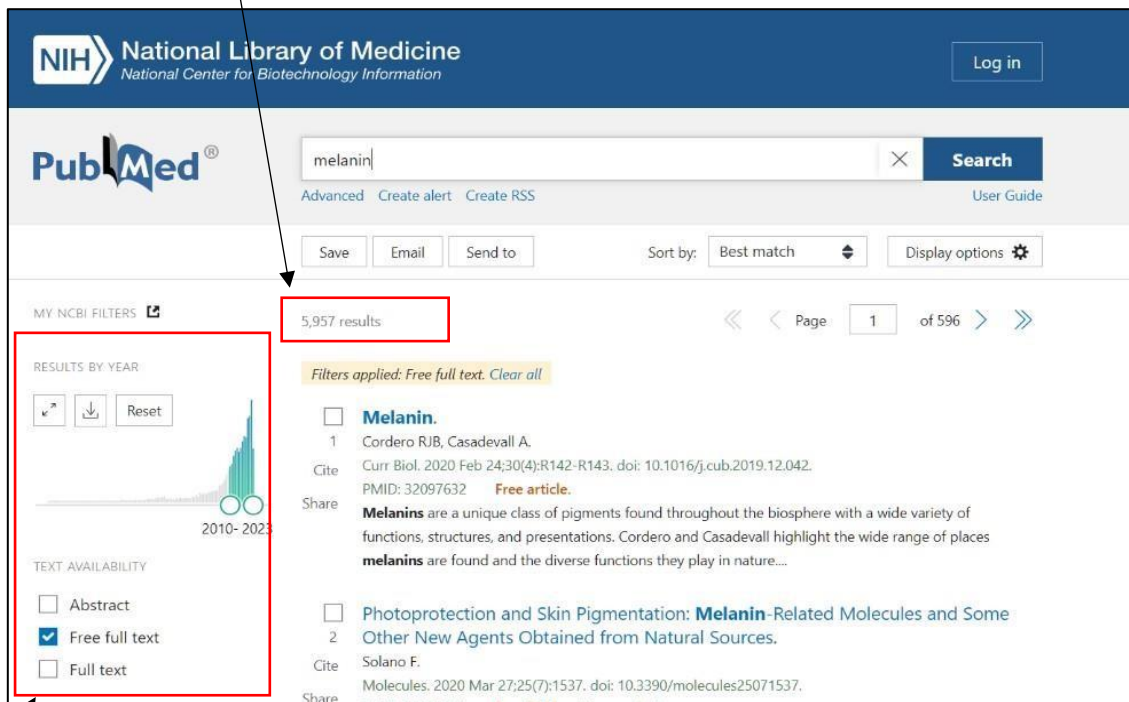 NIH National Library of Medicine
National Center for Biotechnology Information
Log in
PubMed®
melanin
Search
Advanced Create alert Create RSS
User Guide
Save Email Send to Sort by: Best match Display options
MY NCBI FILTERS
5,957 results
Page 1 of 596
RESULTS BY YEAR
Filters applied: Free full text. Clear all
Reset
Melanin.
1
Cordero RJB, Casadevall A.
Cite
Curr Biol. 2020 Feb 24;30(4):R142-R143. doi: 10.1016/j.cub.2019.12.042.
PMID: 32097632 Free article.
Share
Melanins are a unique class of pigments found throughout the biosphere with a wide variety of
functions, structures, and presentations. Cordero and Casadevall highlight the wide range of places
melanins are found and the diverse functions they play in nature....
2010- 2023
TEXT AVAILABILITY
Abstract
Free full text
Full text
Photoprotection and Skin Pigmentation: Melanin-Related Molecules and Some
2
Other New Agents Obtained from Natural Sources.
Cite
Solano F.
Molecules. 2020 Mar 27;25(7):1537. doi: 10.3390/molecules25071537.
Share